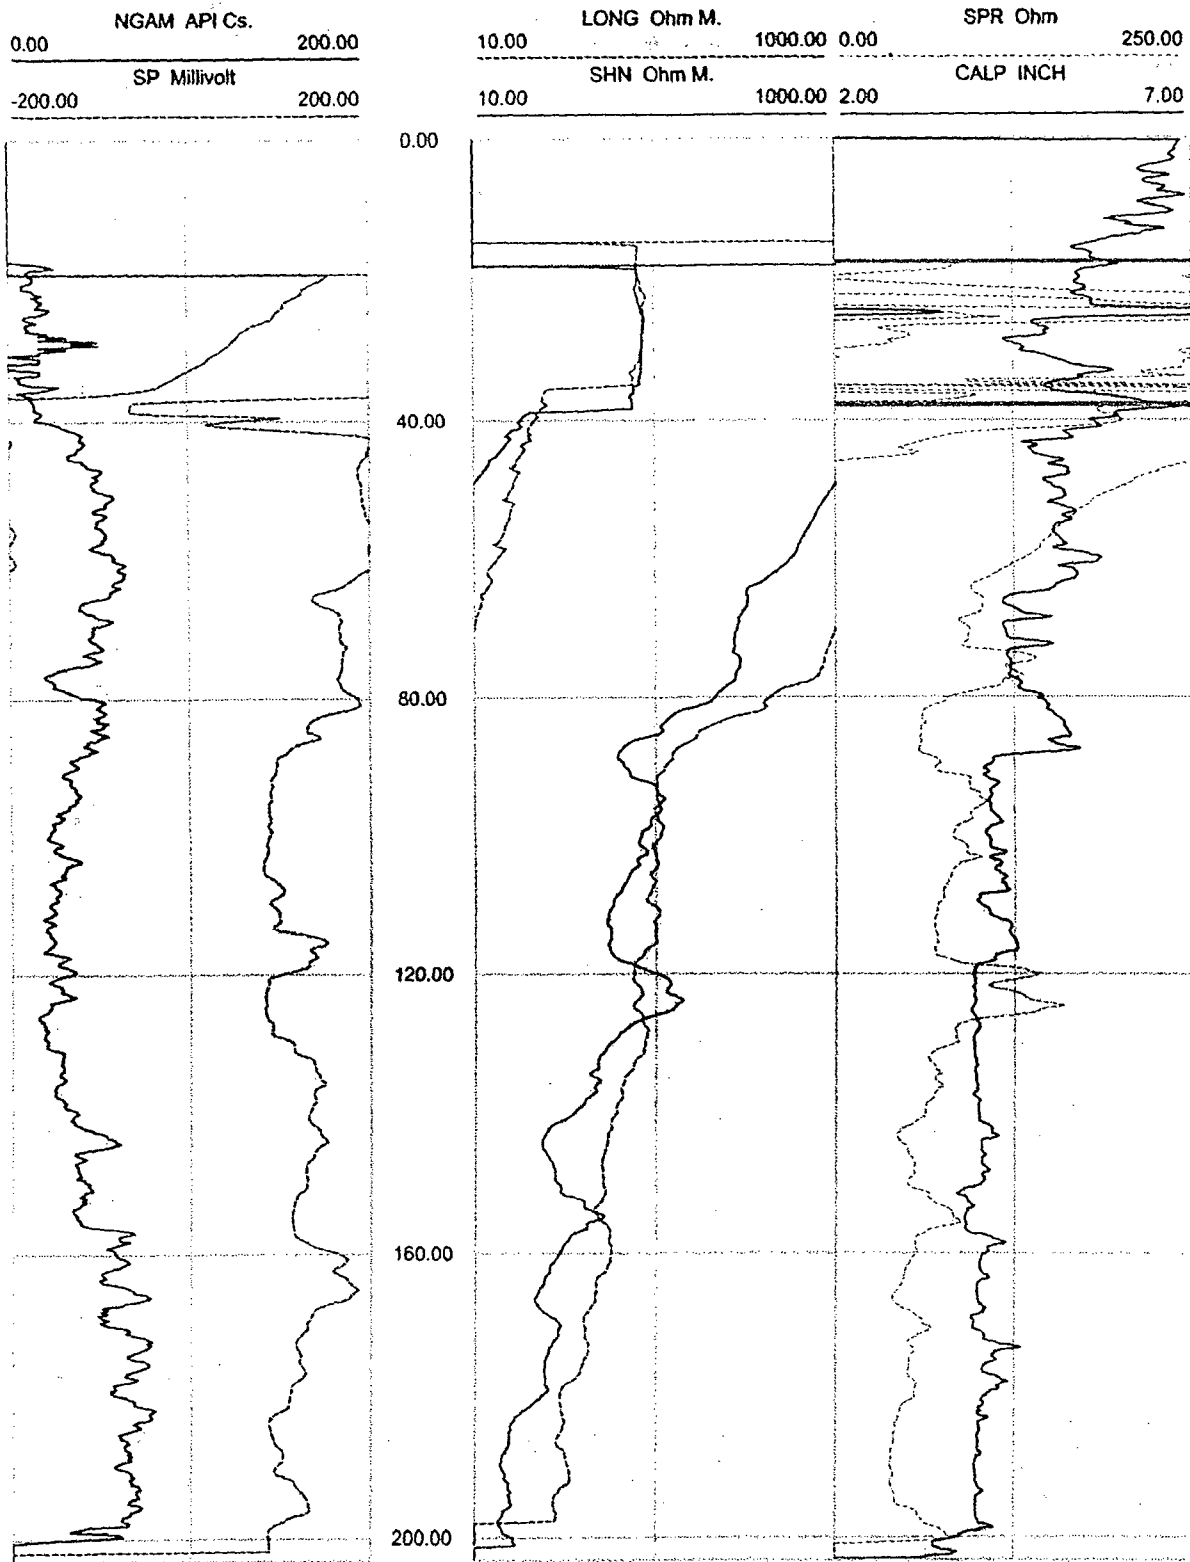 NGAM API Cs.
0.00 200.00
SP Millivolt
-200.00 200.00
LONG Ohm M.
10.00 1000.00
SHN Ohm M.
10.00 1000.00
SPR Ohm
0.00 250.00
CALP INCH
2.00 7.00
0.00
40.00
80.00
120.00
160.00
200.00